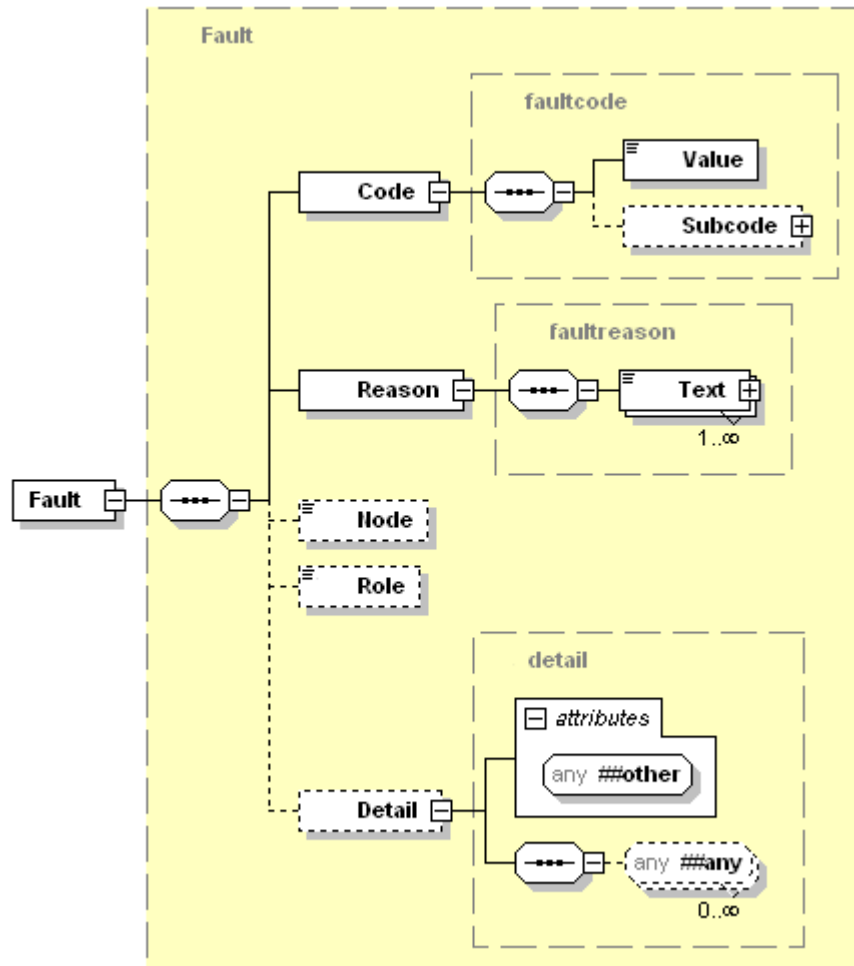 Fault
faultcode
Value
Code
Subcode
faultreason
Reason
Text
1..∞
Fault
Node
Role
detail
attributes
any ##other
Detail
any ##any
0..∞